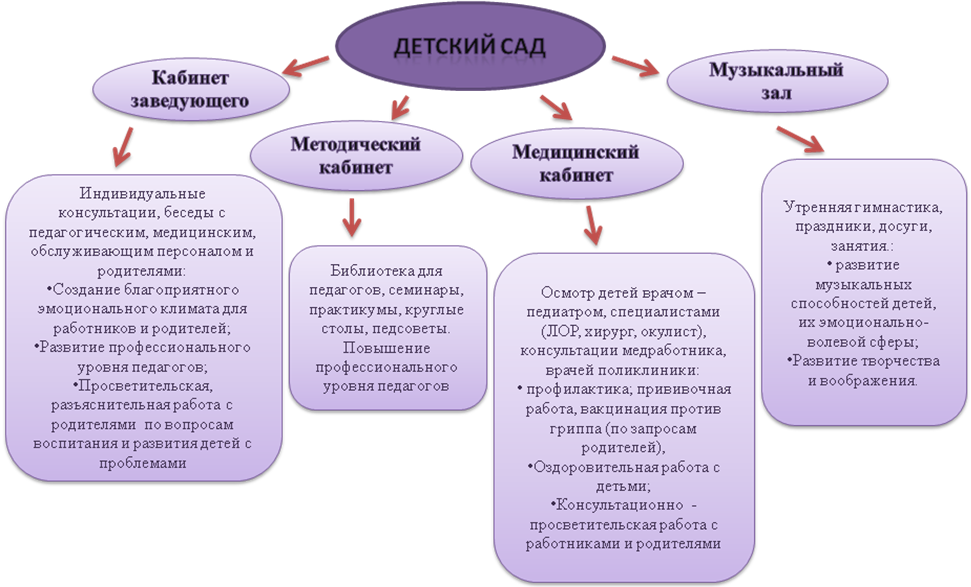 ДЕТСКИЙ САД
Кабинет
заведующего
Методический
кабинет
Медицинский
кабинет
Музыкальный
зал
Индивидуальные
консультации, беседы с
педагогическим, медицинским,
обслуживающим персоналом и
родителями:
•Создание благоприятного
эмоционального климата для
работников и родителей;
•Развитие профессионального
уровня педагогов;
•Просветительская,
разъяснительная работа с
родителями по вопросам
воспитания и развития детей с
проблемами
Библиотека для
педагогов, семинары,
практикумы, круглые
столы, педсоветы.
Повышение
профессионального
уровня педагогов
Осмотр детей врачом –
педиатром, специалистами
(ЛОР, хирург, окулист),
консультации медработника,
врачей поликлиники:
• профилактика; прививочная
работа, вакцинация против
гриппа (по запросам
родителей),
•Оздоровительная работа с
детьми;
•Консультационно -
просветительская работа с
работниками и родителями
Утренняя гимнастика,
праздники, досуги,
занятия.:
• развитие
музыкальных
способностей детей,
их эмоционально-
волевой сферы;
•Развитие творчества
и воображения.